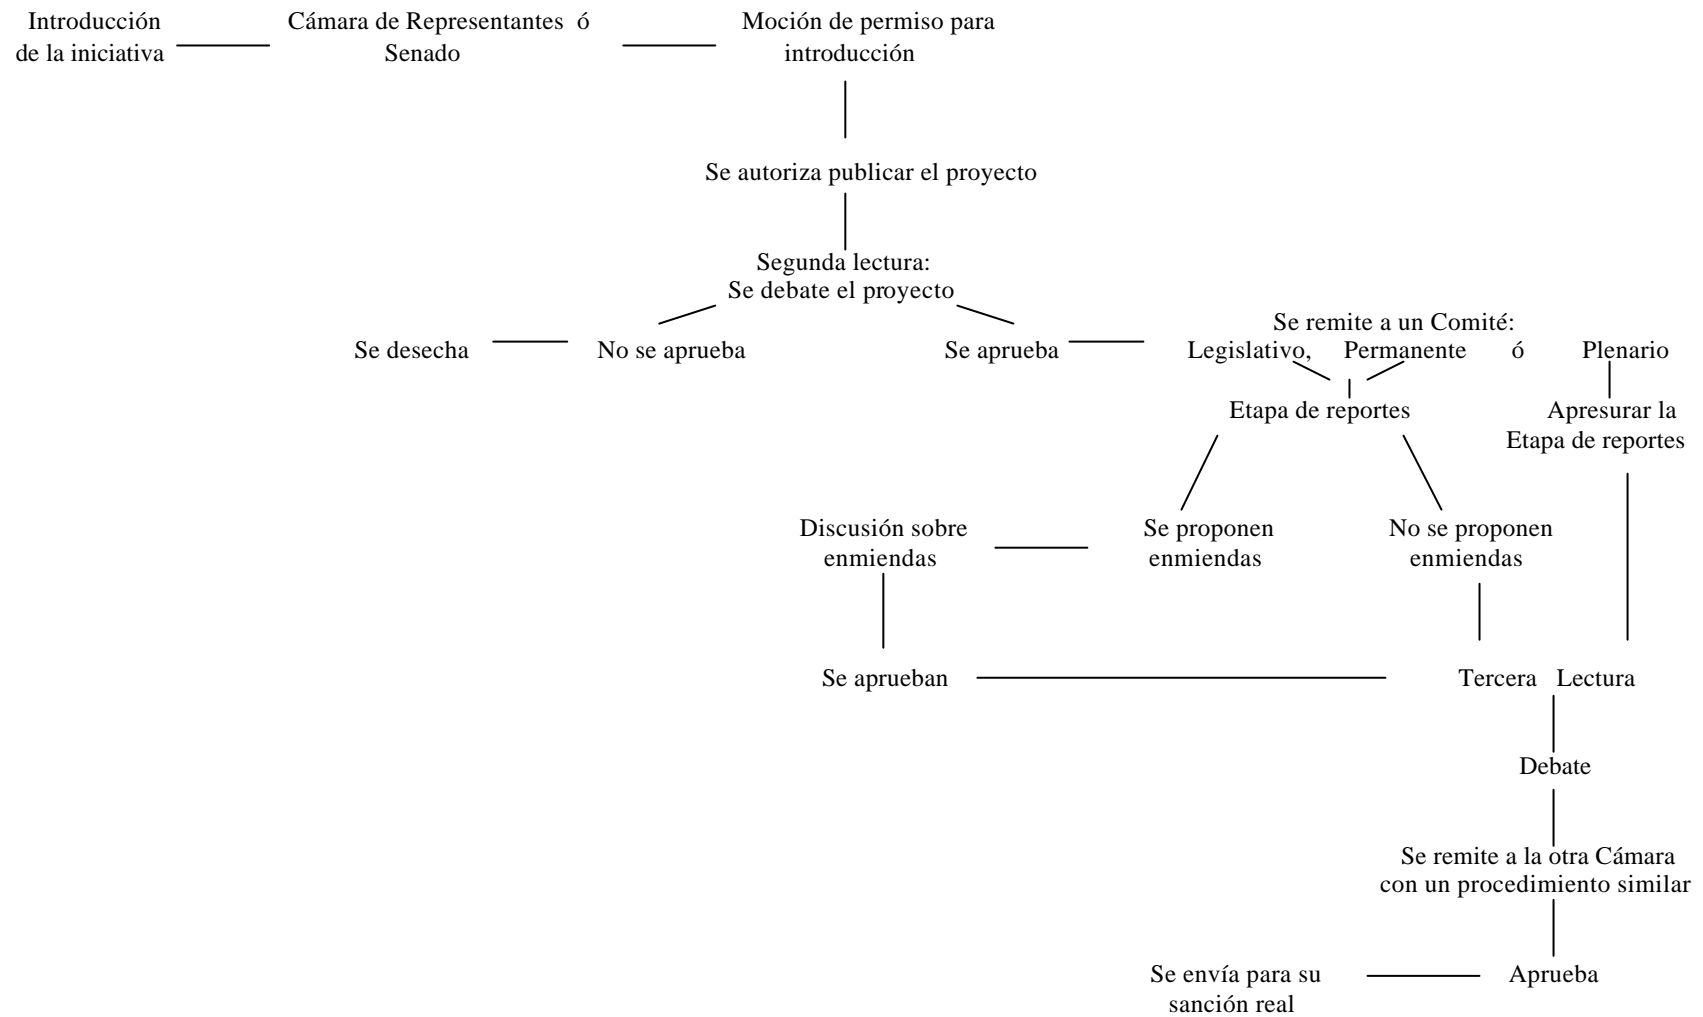 Introducción
de la iniciativa
Cámara de Representantes ó
Senado
Moción de permiso para
introducción
Se autoriza publicar el proyecto
Segunda lectura:
Se debate el proyecto
Se desecha
No se aprueba
Se aprueba
Se remite a un Comité:
Legislativo, Permanente ó Plenario
Etapa de reportes
Apresurar la
Etapa de reportes
Discusión sobre
enmiendas
Se proponen
enmiendas
No se proponen
enmiendas
Se aprueban
Tercera Lectura
Debate
Se remite a la otra Cámara
con un procedimiento similar
Se envía para su
sanción real
Aprueba